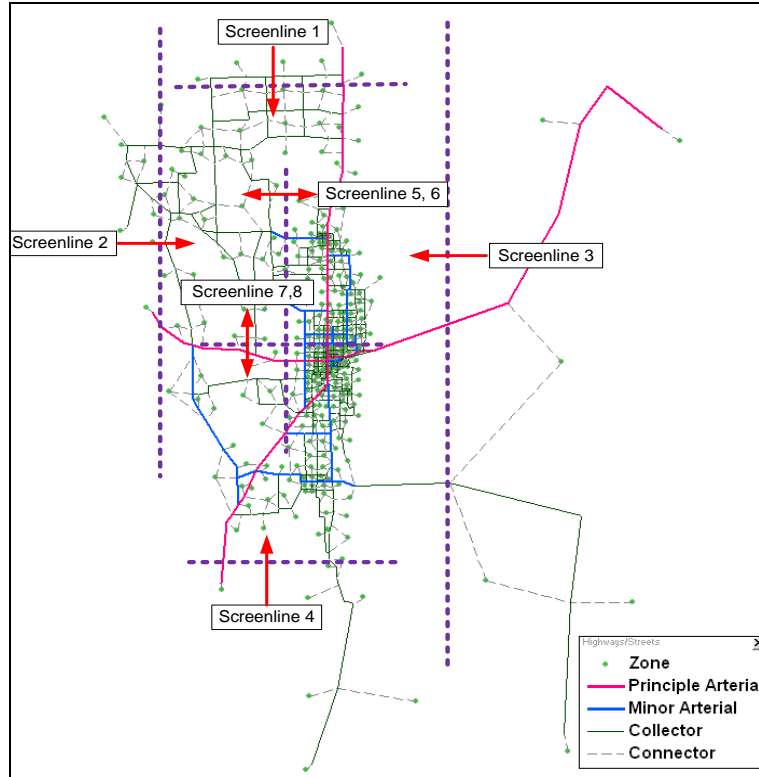 Screenline 1
Screenline 5, 6
Screenline 2
Screenline 3
Screenline 7,8
Screenline 4
Highways/Streets
Zone
Principle Arteria
Minor Arterial
Collector
Connector